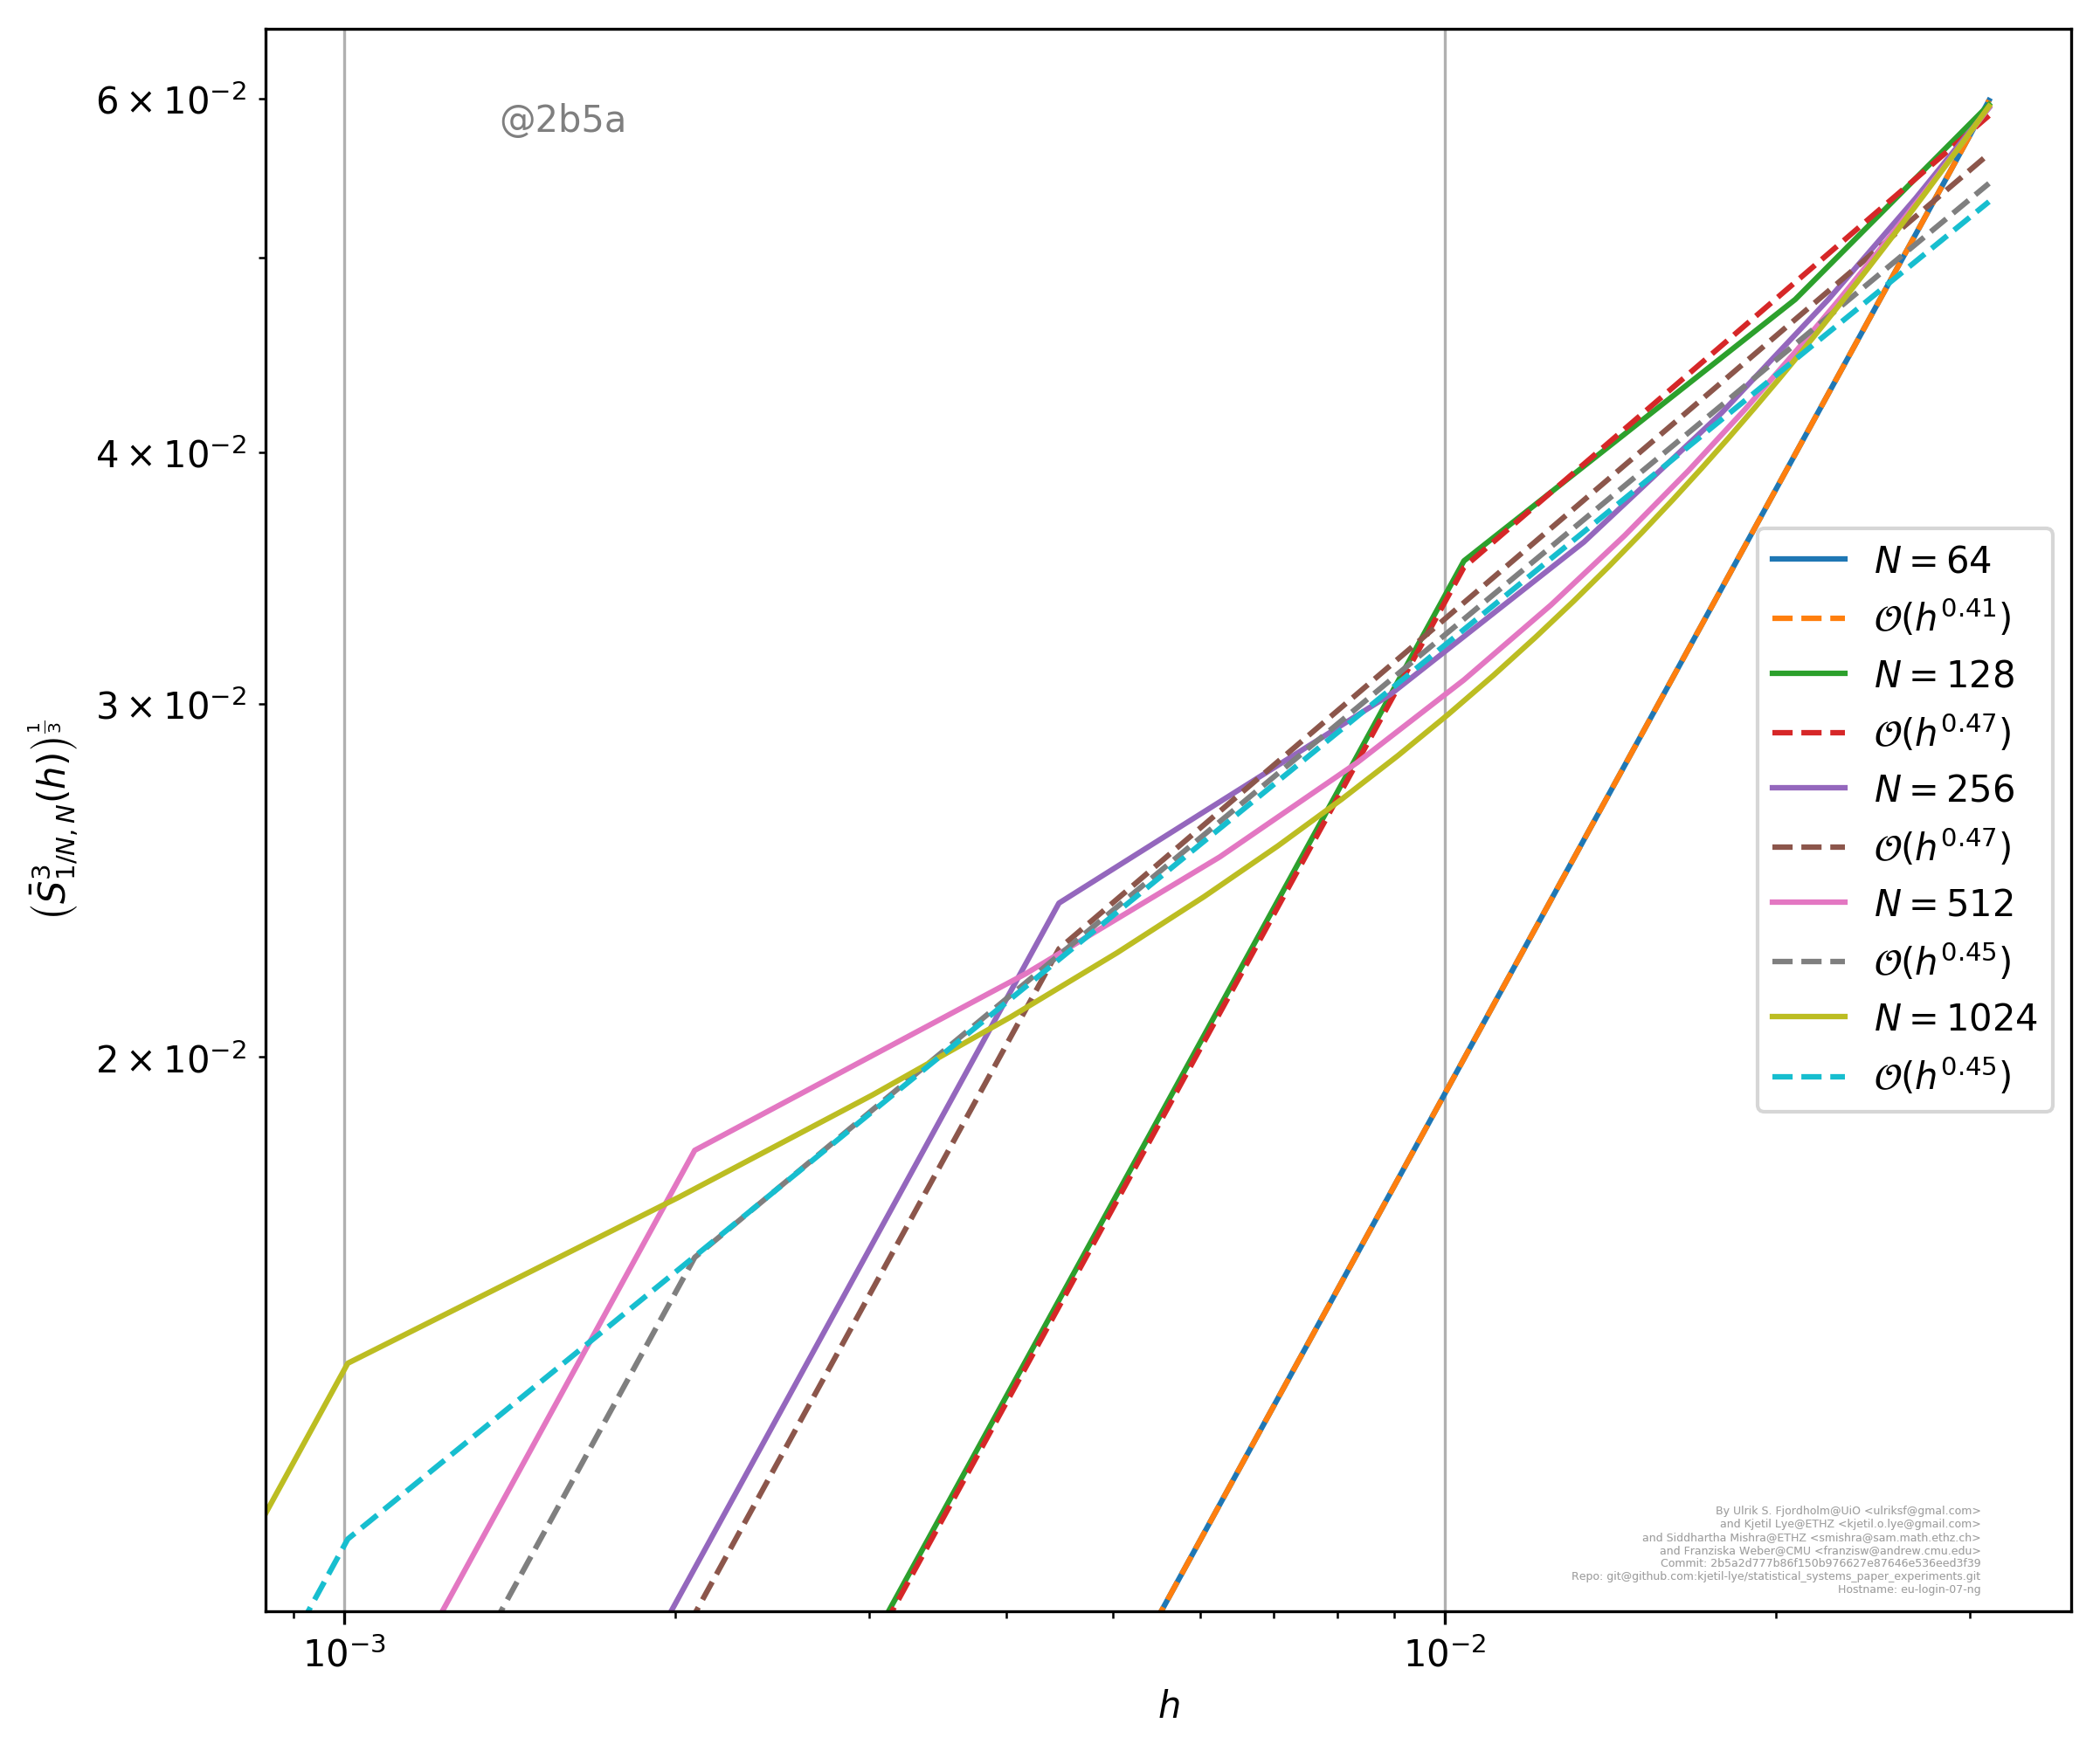 @2b5a
6 × 10⁻²
4 × 10⁻²
3 × 10⁻²
2 × 10⁻²
(S̄³₁/N, N(h))^(1/3)
N = 64
𝒪(h^0.41)
N = 128
𝒪(h^0.47)
N = 256
𝒪(h^0.47)
N = 512
𝒪(h^0.45)
N = 1024
𝒪(h^0.45)
By Ulrik S. Fjordholm@UiO <ulriksf@gmal.com>
and Kjetil Lye@ETHZ <kjetil.o.lye@gmail.com>
and Siddhartha Mishra@ETHZ <smishra@sam.math.ethz.ch>
and Franziska Weber@CMU <franzisw@andrew.cmu.edu>
Commit: 2b5a2d777b86f150b976627e87646e536eed3f39
Repo: git@github.com:kjetil-lye/statistical_systems_paper_experiments.git
Hostname: eu-login-07-ng
10⁻³
10⁻²
h